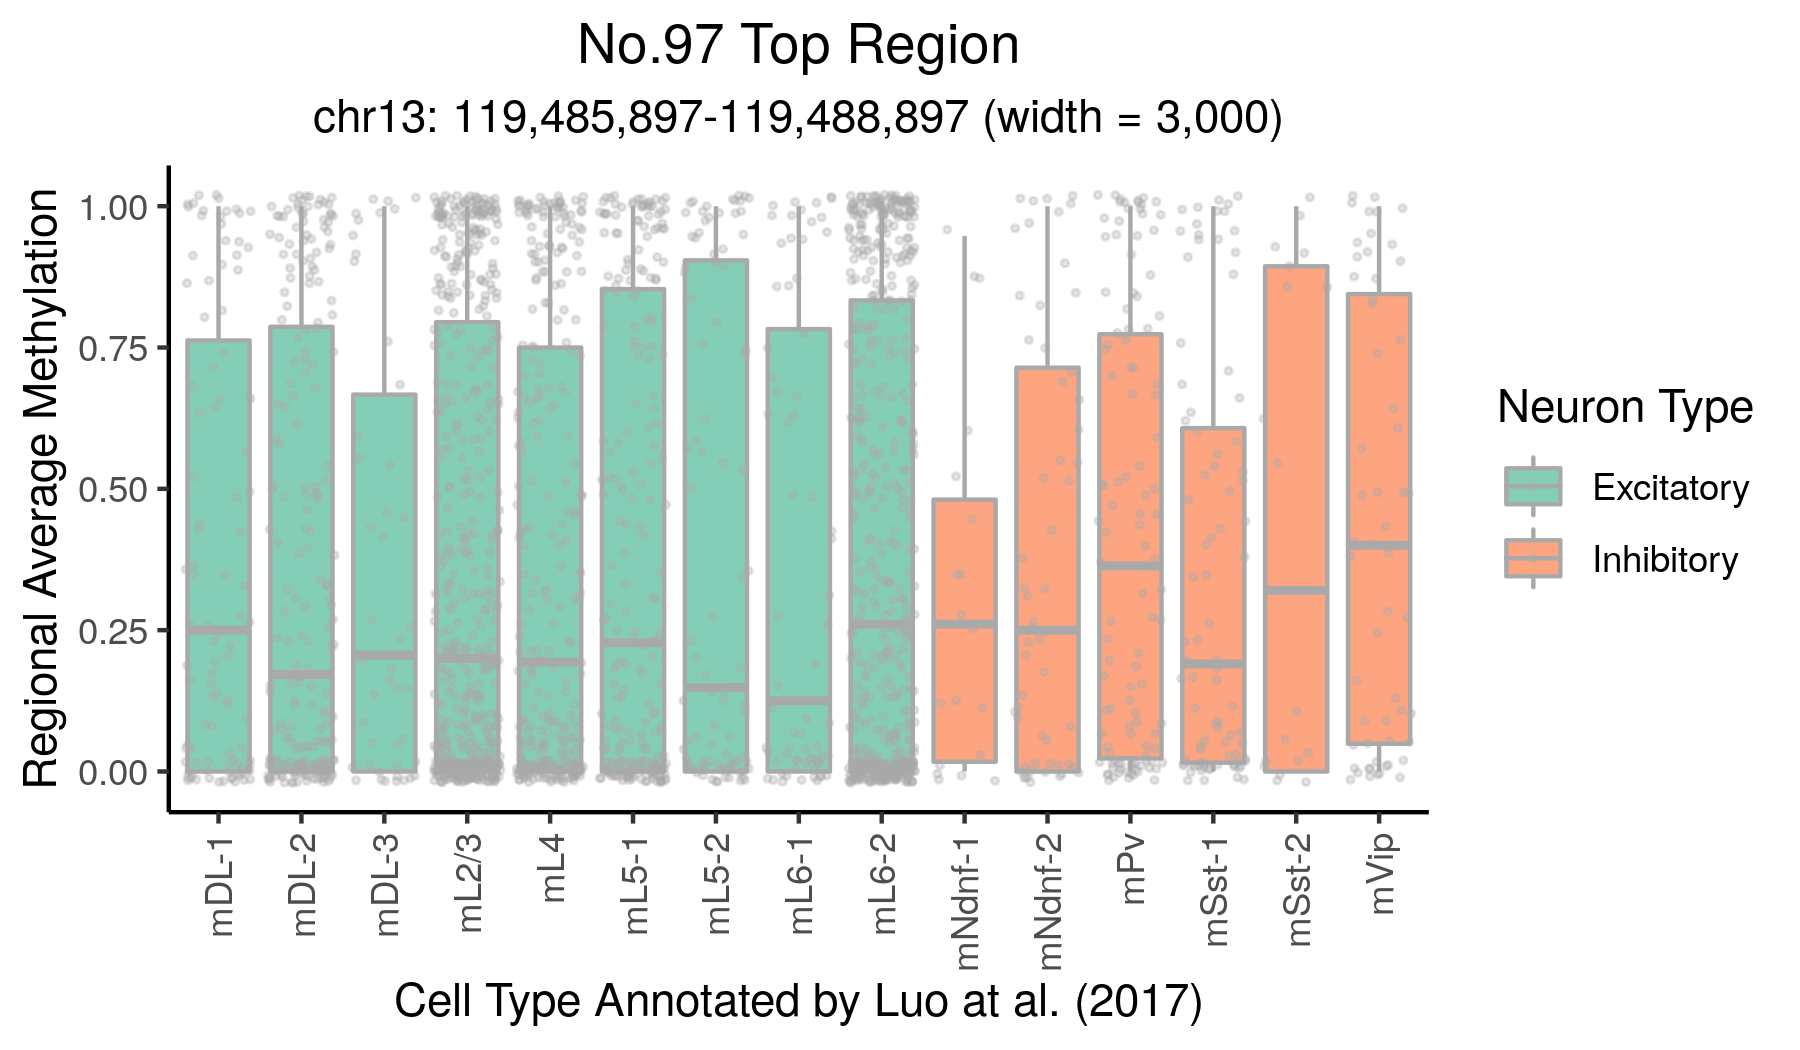 No.97 Top Region
chr13: 119,485,897-119,488,897 (width = 3,000)
Regional Average Methylation
1.00
0.75
0.50
0.25
0.00
mDL-1
mDL-2
mDL-3
mL2/3
mL4
mL5-1
mL5-2
mL6-1
mL6-2
mNdnf-1
mNdnf-2
mPv
mSst-1
mSst-2
mVip
Cell Type Annotated by Luo at al. (2017)
Neuron Type
Excitatory
Inhibitory